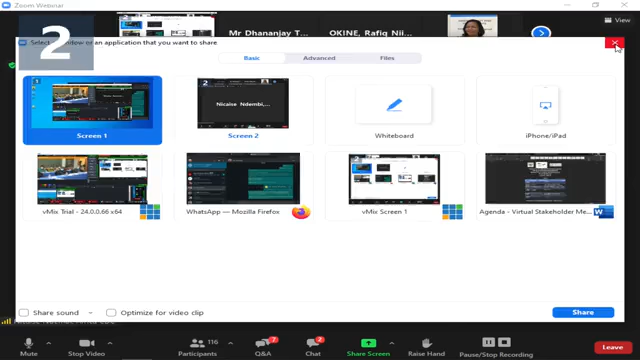 Zoom Webinar
View
Mr Dhananjay T...
OKINE, Rafiq Nii...
2
Select a window or an application that you want to share
Basic
Advanced
Files
1
Nicaise Ndembi,...
Screen 1
Screen 2
Whiteboard
iPhone/iPad
vMix Trial - 24.0.0.66 x64
WhatsApp — Mozilla Firefox
vMix Screen 1
Agenda - Virtual Stakeholder Me...
Share sound
Optimize for video clip
Share
116
7
2
Mute
Stop Video
Participants
Q&A
Chat
Share Screen
Raise Hand
Pause/Stop Recording
Leave